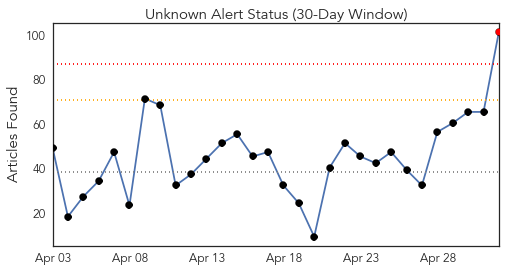 Unknown Alert Status (30-Day Window)
Articles Found
100
80
60
40
20
Apr 03 Apr 08 Apr 13 Apr 18 Apr 23 Apr 28